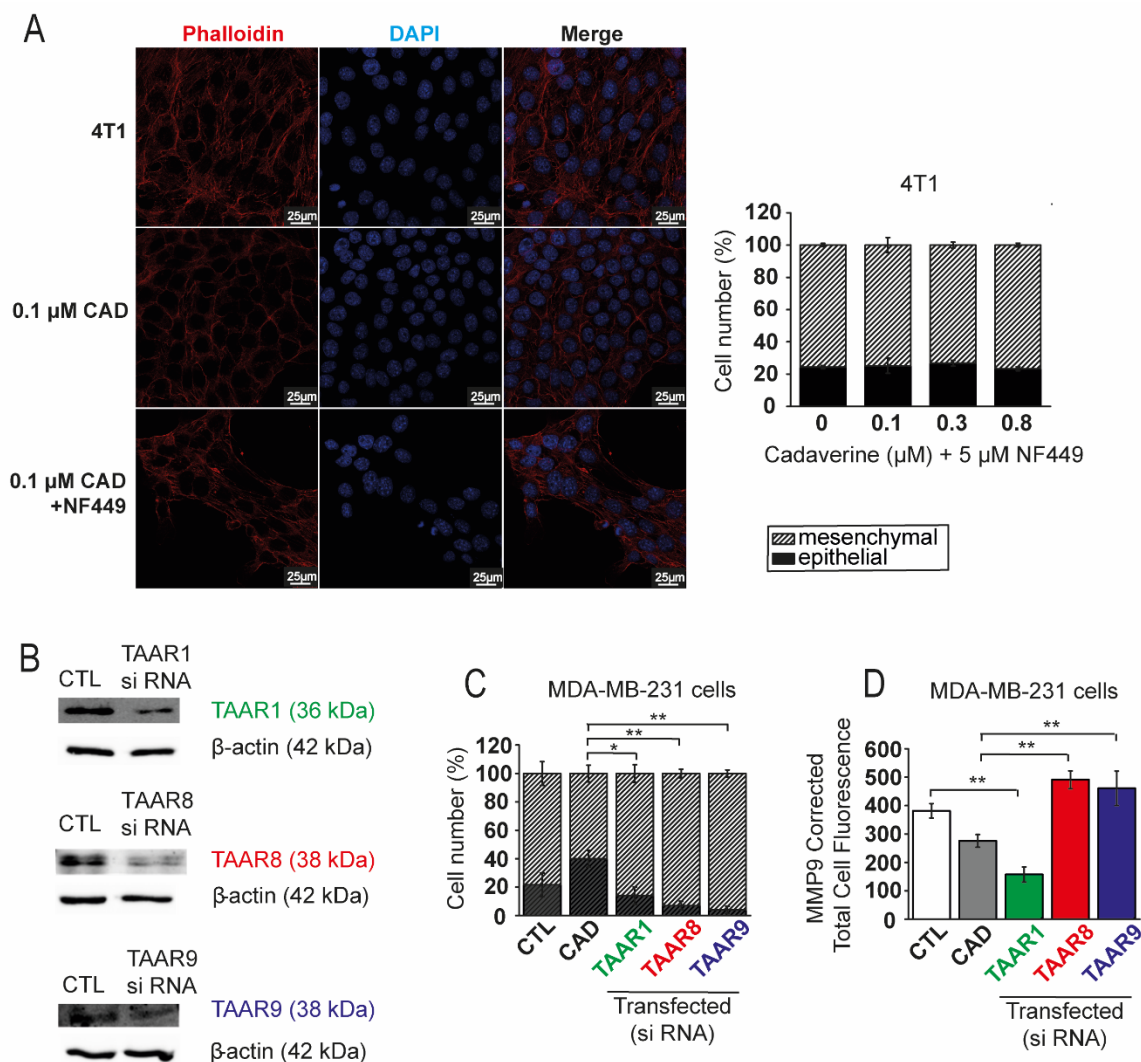 A
Phalloidin DAPI Merge
4T1
25µm 25µm 25µm
0.1 µM CAD
25µm 25µm 25µm
0.1 µM CAD
+NF449
25µm 25µm 25µm
4T1
Cell number (%)
120
100
80
60
40
20
0
0 0.1 0.3 0.8
Cadaverine (µM) + 5 µM NF449
mesenchymal
epithelial
B
CTL TAAR1
si RNA
TAAR1 (36 kDa)
β-actin (42 kDa)
CTL TAAR8
si RNA
TAAR8 (38 kDa)
β-actin (42 kDa)
CTL TAAR9
si RNA
TAAR9 (38 kDa)
β-actin (42 kDa)
C
MDA-MB-231 cells
**
**
*
Cell number (%)
120
100
80
60
40
20
0
CTL CAD TAAR1 TAAR8 TAAR9
Transfected
(si RNA)
D
MDA-MB-231 cells
**
**
**
MMP9 Corrected
Total Cell Fluorescence
600
500
400
300
200
100
0
CTL CAD TAAR1 TAAR8 TAAR9
Transfected
(si RNA)